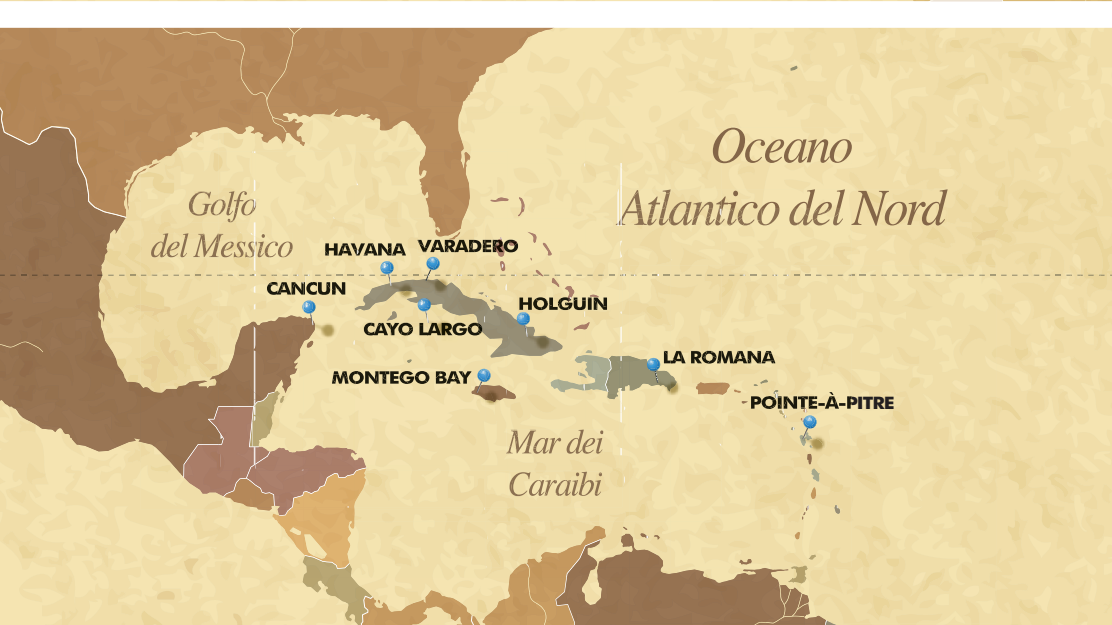 Oceano
Atlantico del Nord
Golfo
del Messico
HAVANA
VARADERO
CANCUN
HOLGUIN
CAYO LARGO
LA ROMANA
MONTEGO BAY
POINTE-À-PITRE
Mar dei
Caraibi